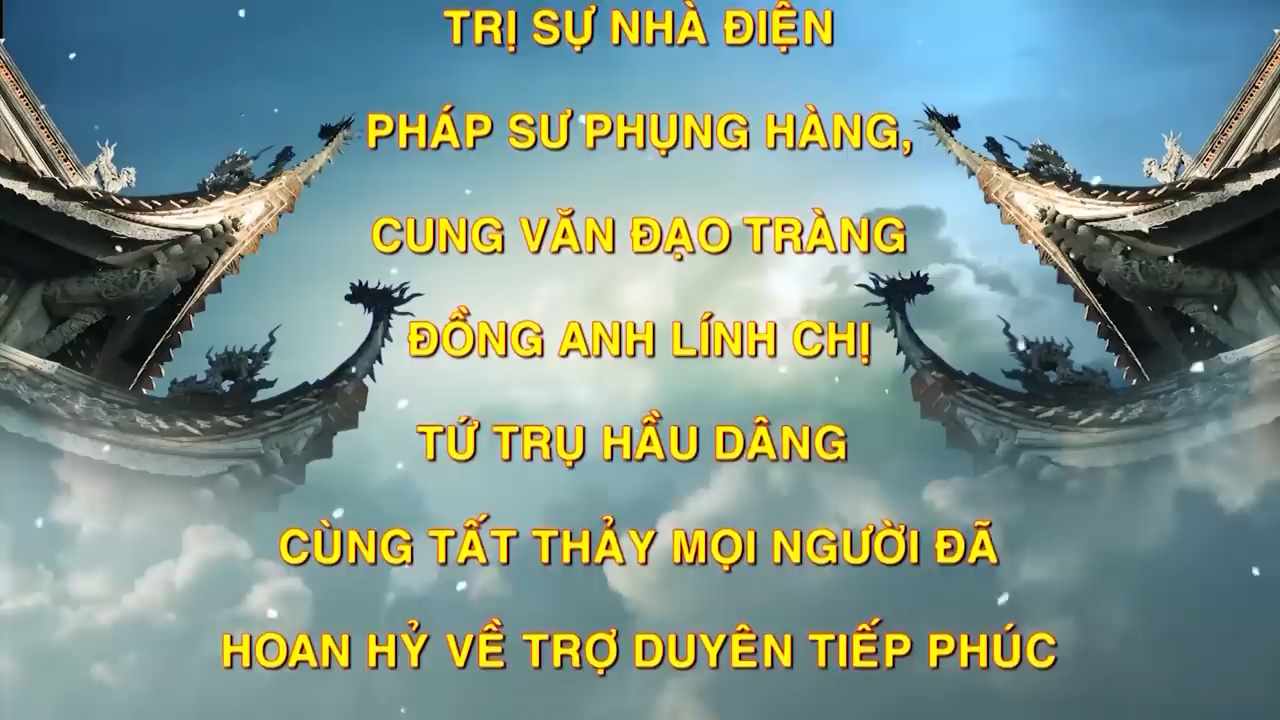 TRỊ SỰ NHÀ ĐIỆN
PHÁP SƯ PHỤNG HÀNG,
CUNG VĂN ĐẠO TRÀNG
ĐỒNG ANH LÍNH CHỊ
TỨ TRỤ HẦU DÂNG
CÙNG TẤT THẢY MỌI NGƯỜI ĐÃ
HOAN HỶ VỀ TRỢ DUYÊN TIẾP PHÚC